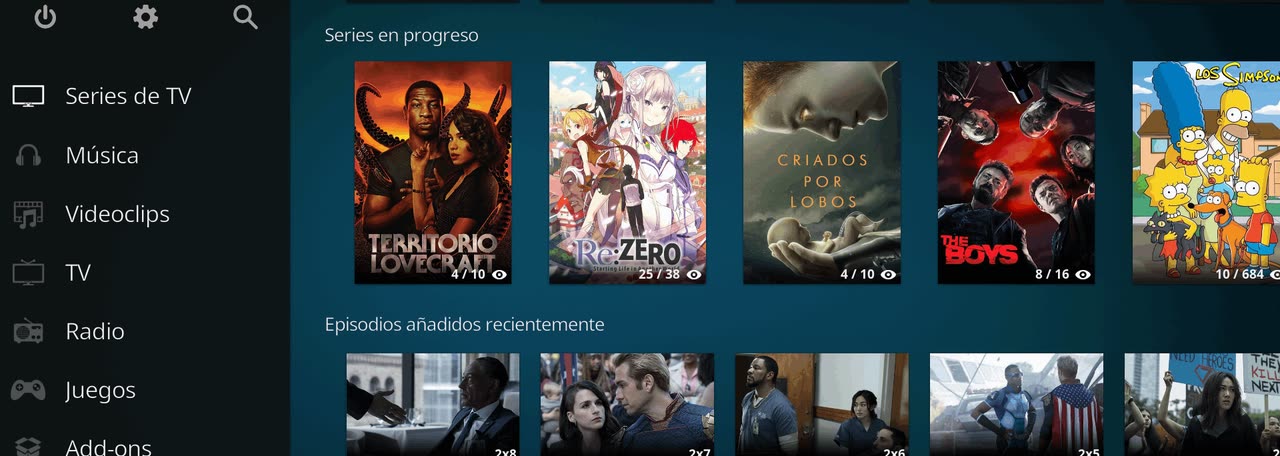 Series en progreso
Series de TV
Música
Videoclips
TV
Radio
Juegos
Add-ons
TERRITORIO
LOVECRAFT
4 / 10
Re:ZERO
Starting Life in
25 / 38
CRIADOS
POR
LOBOS
4 / 10
THE
BOYS
8 / 16
LOS SIMPSON
10 / 684
Episodios añadidos recientemente
2x8
2x7
2x6
2x5
NEED HEROES
THEY
KILL
NEXT